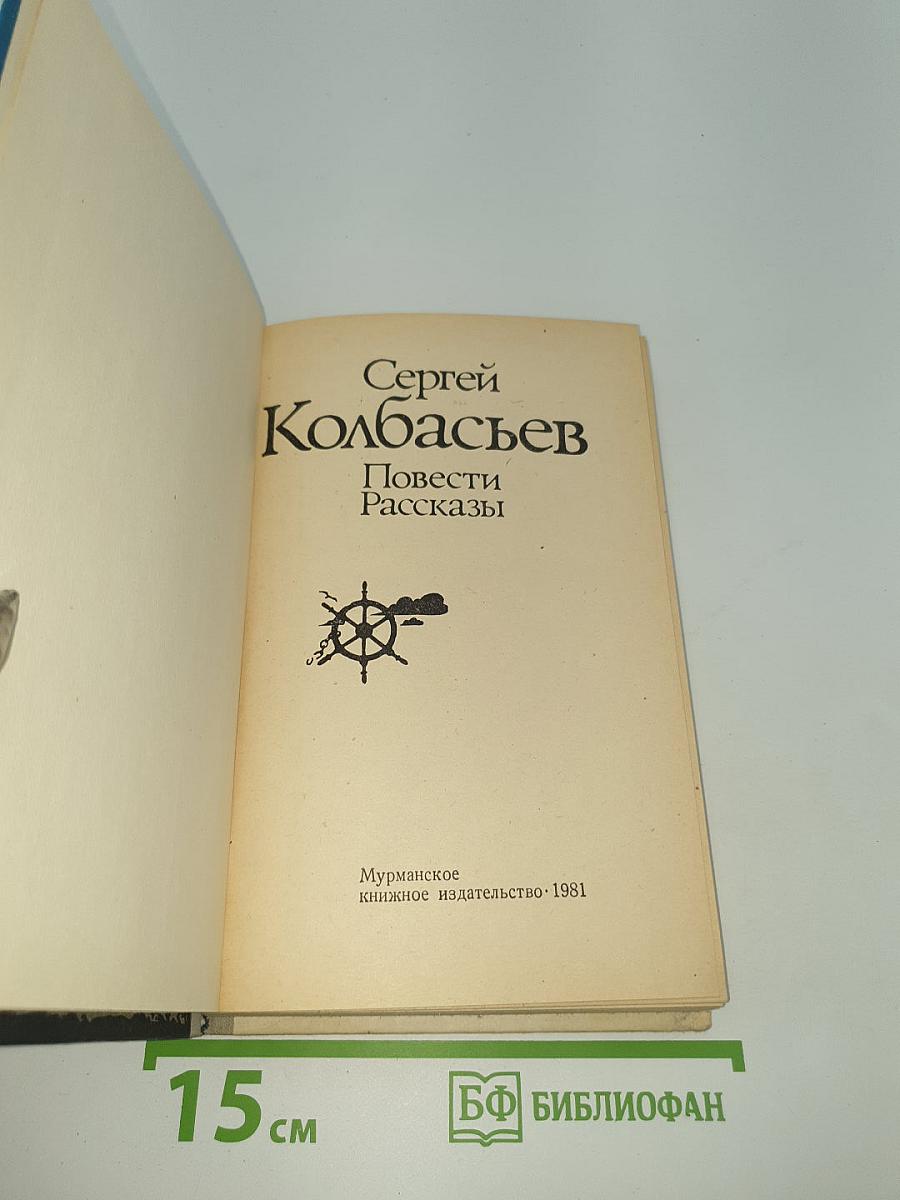 Сергей
Колбасьев
Повести
Рассказы
Мурманское
книжное издательство · 1981
15 см
БФ БИБЛИОФАН